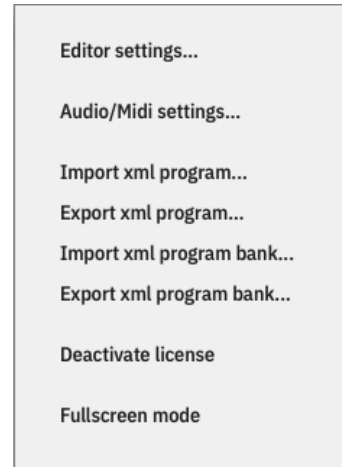 Editor settings...
Audio/Midi settings...
Import xml program...
Export xml program...
Import xml program bank...
Export xml program bank...
Deactivate license
Fullscreen mode